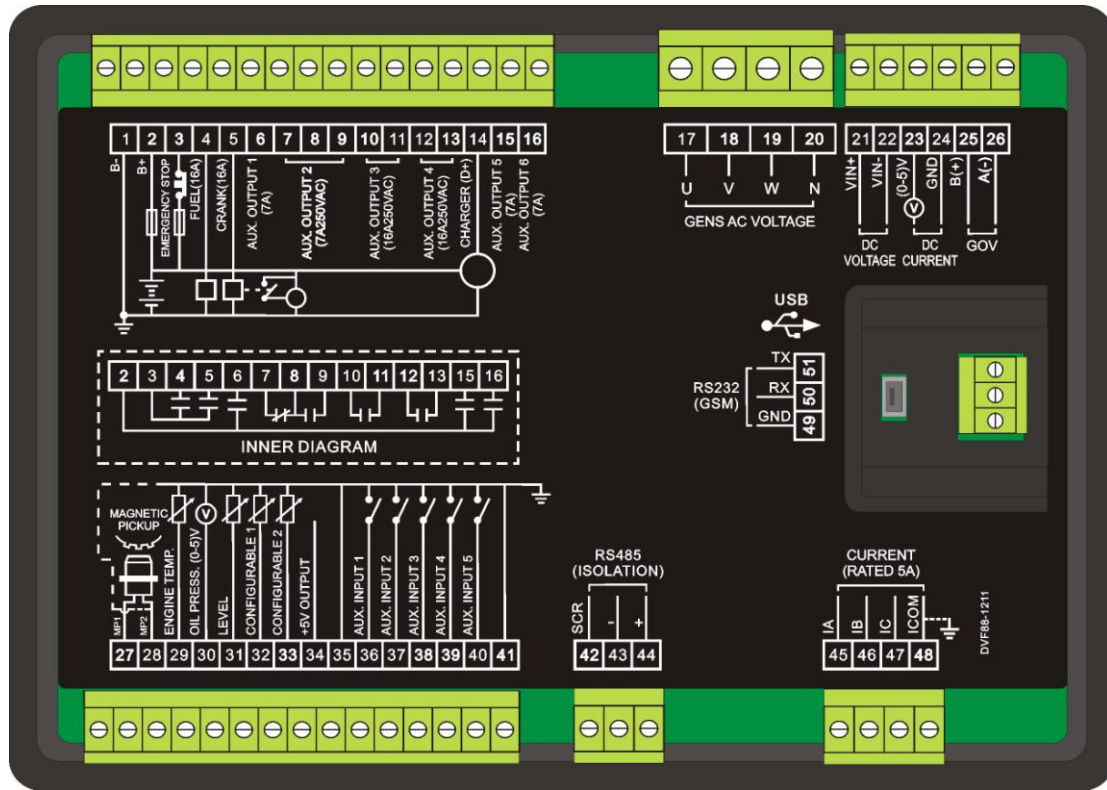 1 2 3 4 5 6 7 8 9 10 11 12 13 14 15 16
B-
B+
EMERGENCY STOP
FUEL(16A)
CRANK(16A)
AUX. OUTPUT 1
(7A)
AUX. OUTPUT 2
(7A250VAC)
AUX. OUTPUT 3
(16A250VAC)
AUX. OUTPUT 4
(16A250VAC)
CHARGER (D+)
AUX. OUTPUT 5
(7A)
AUX. OUTPUT 6
(7A)
17 18 19 20
U V W N
GENS AC VOLTAGE
21 22 23 24 25 26
VIN+
VIN-
(0-5)V
GND
B(+)
A(-)
V
DC
VOLTAGE
DC
CURRENT
GOV
USB
TX 51
RX 50
GND 49
RS232
(GSM)
2 3 4 5 6 7 8 9 10 11 12 13 15 16
INNER DIAGRAM
MAGNETIC
PICKUP
V
MP1
MP2
ENGINE TEMP.
OIL PRESS. (0-5)V
LEVEL
CONFIGURABLE 1
CONFIGURABLE 2
+5V OUTPUT
AUX. INPUT 1
AUX. INPUT 2
AUX. INPUT 3
AUX. INPUT 4
AUX. INPUT 5
27 28 29 30 31 32 33 34 35 36 37 38 39 40 41
RS485
(ISOLATION)
SCR
-
+
42 43 44
CURRENT
(RATED 5A)
IA
IB
IC
ICOM
45 46 47 48
DVF88-1211